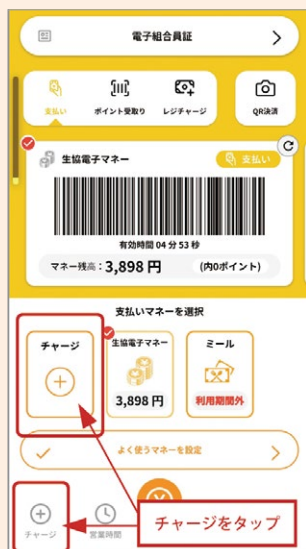 電子組合員証
支払い
ポイント受取り
レジチャージ
QR決済
生協電子マネー
支払い
有効時間 04 分 53 秒
マネー残高：3,898 円
(内0ポイント)
支払いマネーを選択
チャージ
生協電子マネー
3,898 円
ミール
利用期間外
よく使うマネーを設定
チャージ
営業時間
チャージをタップ